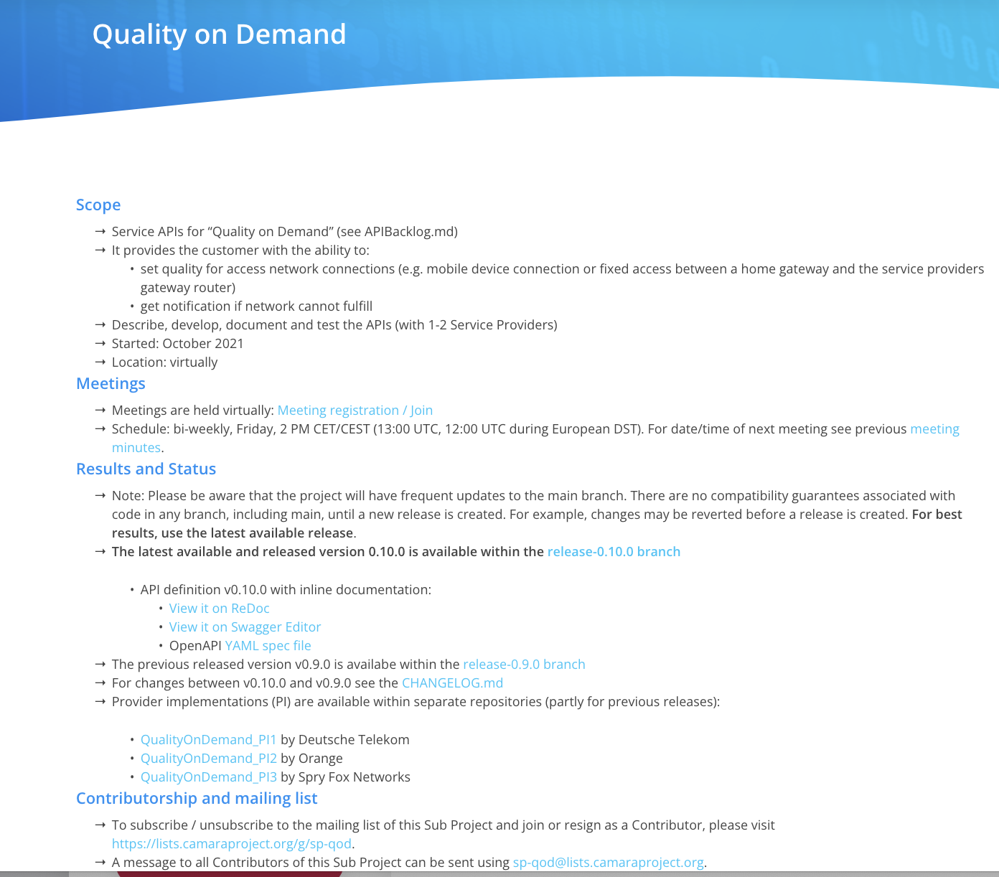 Quality on Demand
Scope
→ Service APIs for “Quality on Demand” (see APIBacklog.md)
→ It provides the customer with the ability to:
• set quality for access network connections (e.g. mobile device connection or fixed access between a home gateway and the service providers
gateway router)
• get notification if network cannot fulfill
→ Describe, develop, document and test the APIs (with 1-2 Service Providers)
→ Started: October 2021
→ Location: virtually
Meetings
→ Meetings are held virtually: Meeting registration / Join
→ Schedule: bi-weekly, Friday, 2 PM CET/CEST (13:00 UTC, 12:00 UTC during European DST). For date/time of next meeting see previous meeting
minutes.
Results and Status
→ Note: Please be aware that the project will have frequent updates to the main branch. There are no compatibility guarantees associated with
code in any branch, including main, until a new release is created. For example, changes may be reverted before a release is created. For best
results, use the latest available release.
→ The latest available and released version 0.10.0 is available within the release-0.10.0 branch
• API definition v0.10.0 with inline documentation:
• View it on ReDoc
• View it on Swagger Editor
• OpenAPI YAML spec file
→ The previous released version v0.9.0 is availabe within the release-0.9.0 branch
→ For changes between v0.10.0 and v0.9.0 see the CHANGELOG.md
→ Provider implementations (PI) are available within separate repositories (partly for previous releases):
• QualityOnDemand_PI1 by Deutsche Telekom
• QualityOnDemand_PI2 by Orange
• QualityOnDemand_PI3 by Spry Fox Networks
Contributorship and mailing list
→ To subscribe / unsubscribe to the mailing list of this Sub Project and join or resign as a Contributor, please visit
https://lists.camaraproject.org/g/sp-qod.
→ A message to all Contributors of this Sub Project can be sent using sp-qod@lists.camaraproject.org.